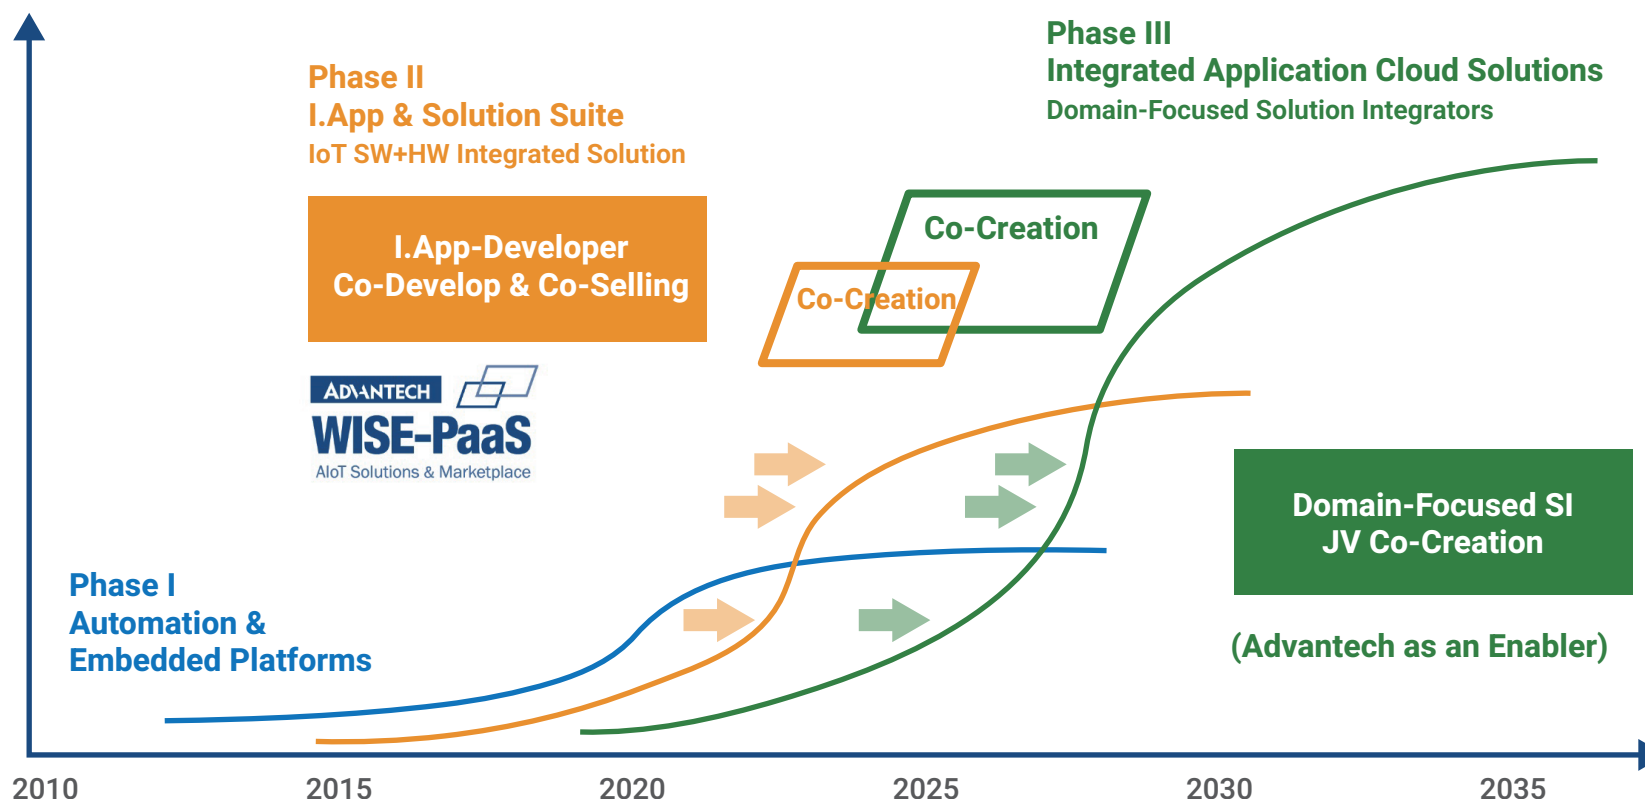 Phase III
Integrated Application Cloud Solutions
Domain-Focused Solution Integrators
Phase II
I.App & Solution Suite
IoT SW+HW Integrated Solution
I.App-Developer
Co-Develop & Co-Selling
Co-Creation
Co-Creation
ADVANTECH
WISE-PaaS
AIoT Solutions & Marketplace
Domain-Focused SI
JV Co-Creation
(Advantech as an Enabler)
Phase I
Automation &
Embedded Platforms
2010
2015
2020
2025
2030
2035